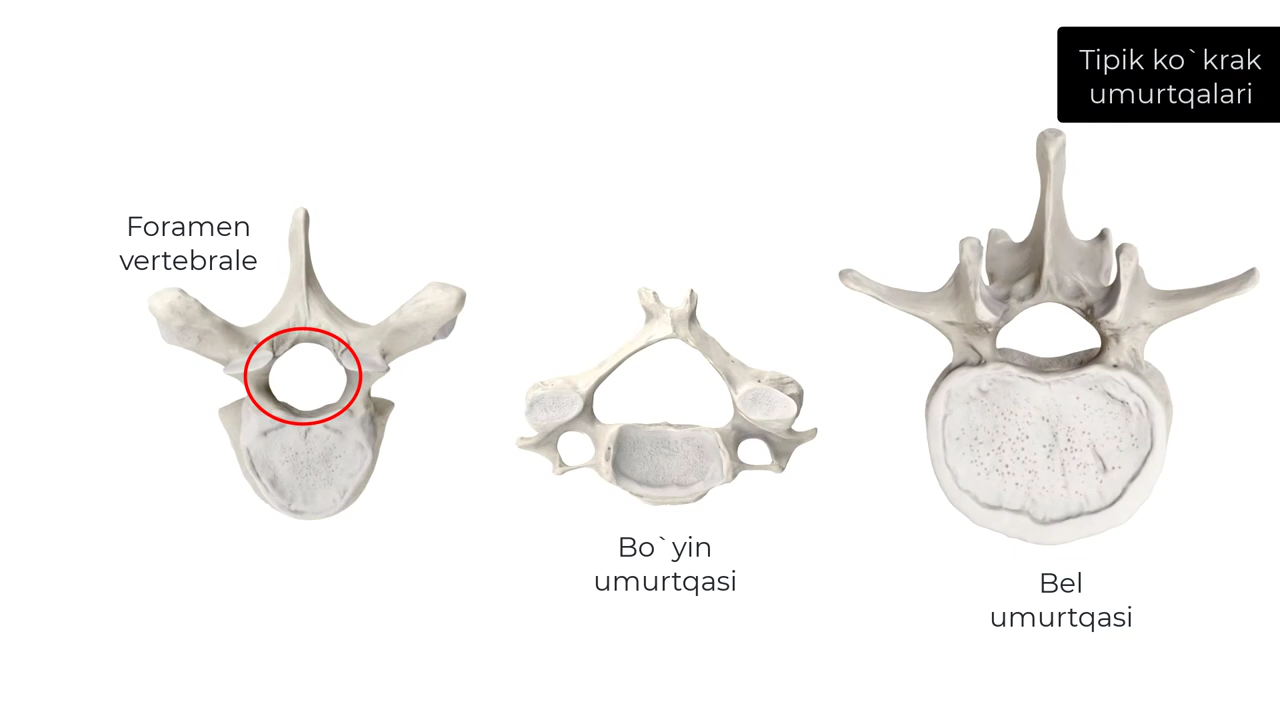 Tipik ko`krak
umurtqalari
Foramen
vertebrale
Bo`yin
umurtqasi
Bel
umurtqasi